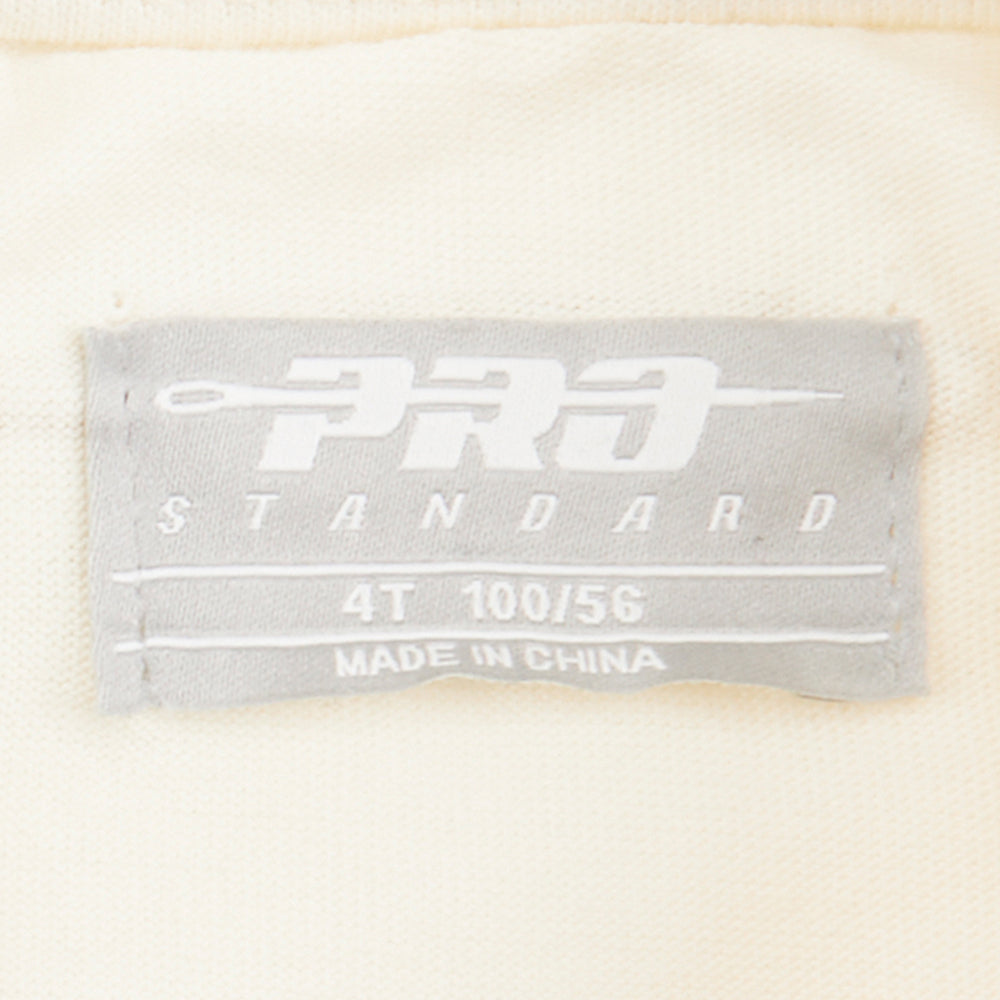 PRO
STANDARD
4T 100/56
MADE IN CHINA